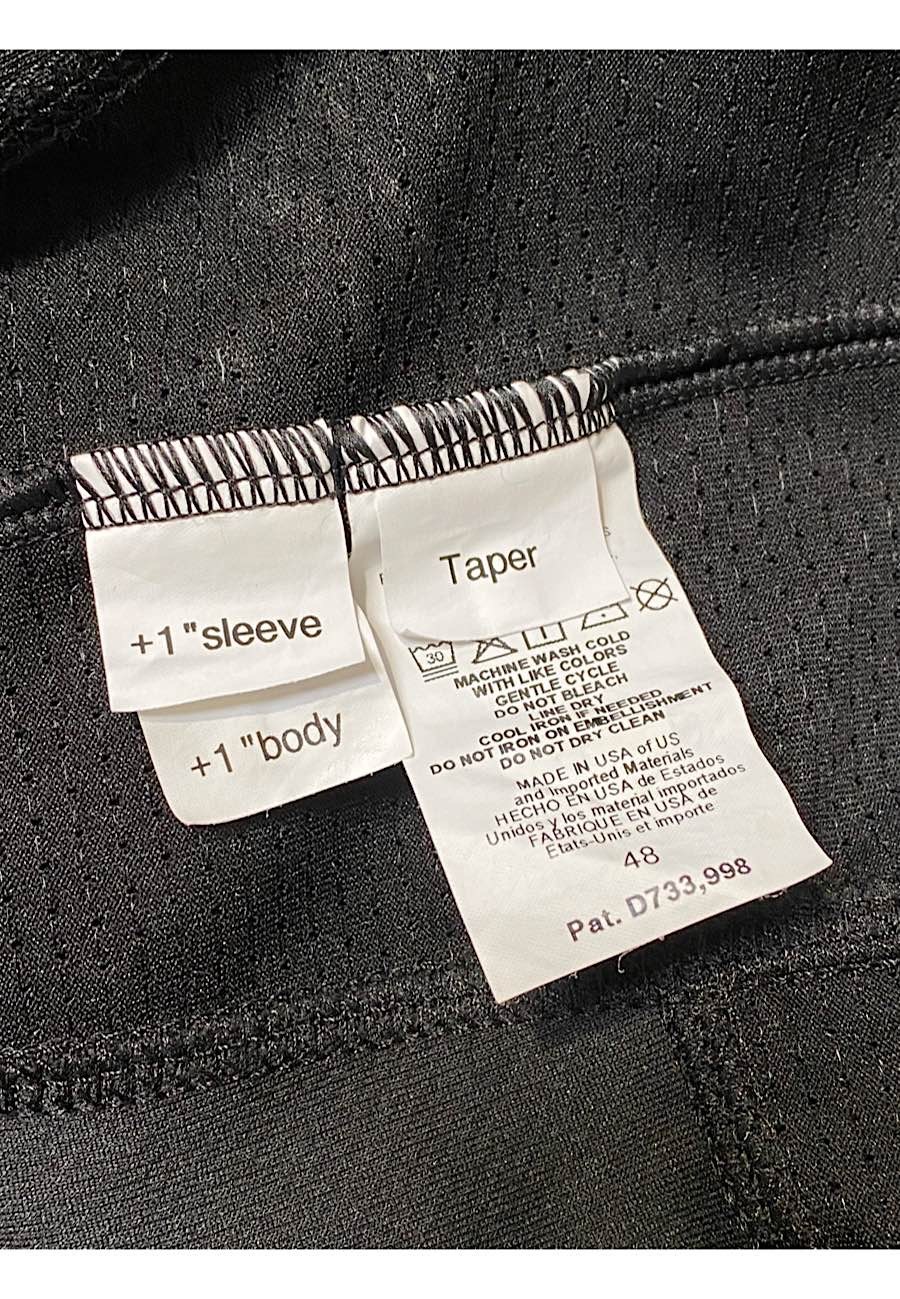 Taper
+1"sleeve
+1"body
30
MACHINE WASH COLD
WITH LIKE COLORS
GENTLE CYCLE
DO NOT BLEACH
LINE DRY
COOL IRON IF NEEDED
DO NOT IRON ON EMBELLISHMENT
DO NOT DRY CLEAN
MADE IN USA of US
and Imported Materials
HECHO EN USA de Estados
Unidos y los material importados
FABRIQUE EN USA de
Etats-Unis et importe
48
Pat. D733,998